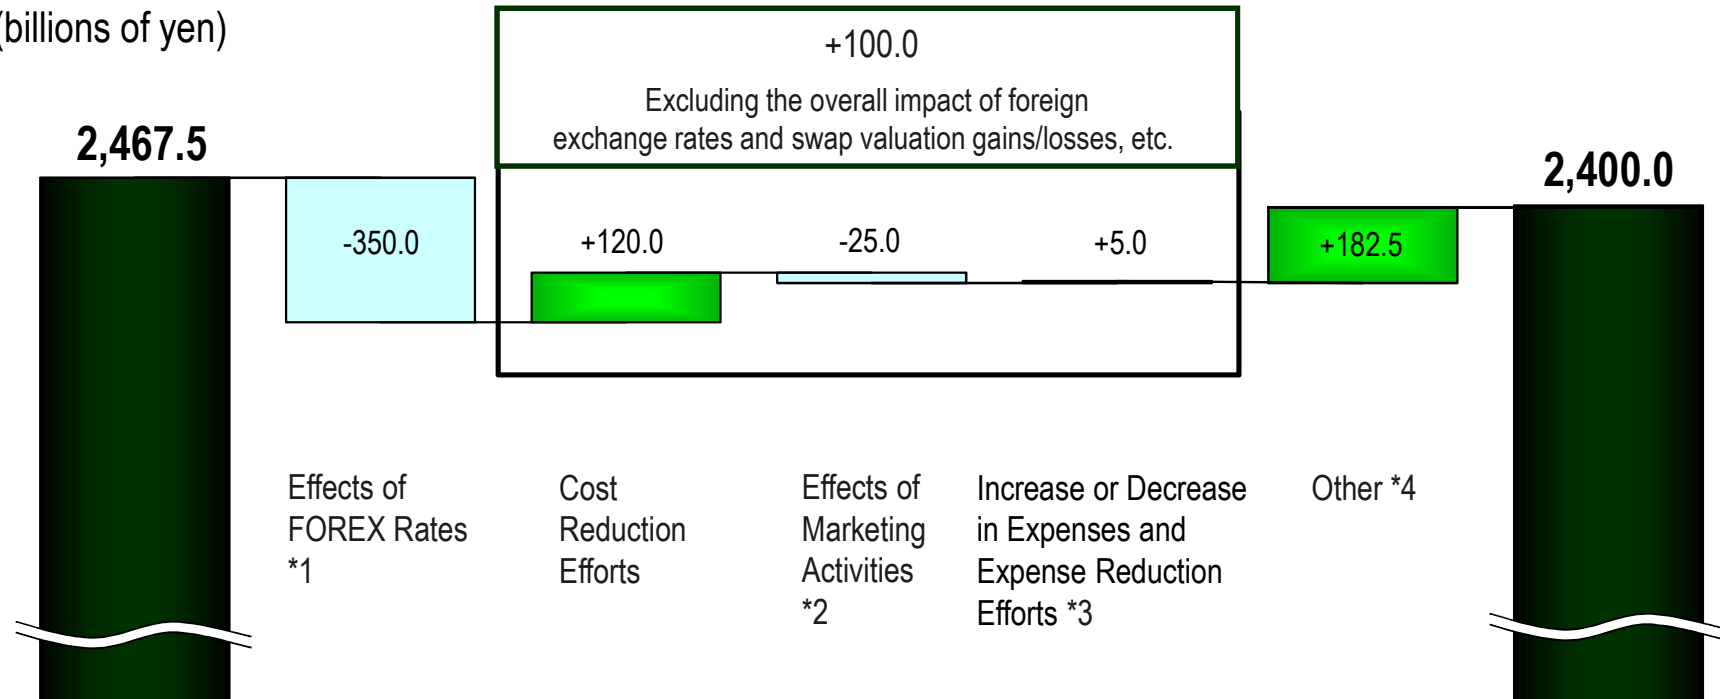 (billions of yen)
+100.0
Excluding the overall impact of foreign
exchange rates and swap valuation gains/losses, etc.
2,467.5
2,400.0
-350.0
+120.0
-25.0
+5.0
+182.5
Effects of
FOREX Rates
*1
Cost
Reduction
Efforts
Effects of
Marketing
Activities
*2
Increase or Decrease
in Expenses and
Expense Reduction
Efforts *3
Other *4